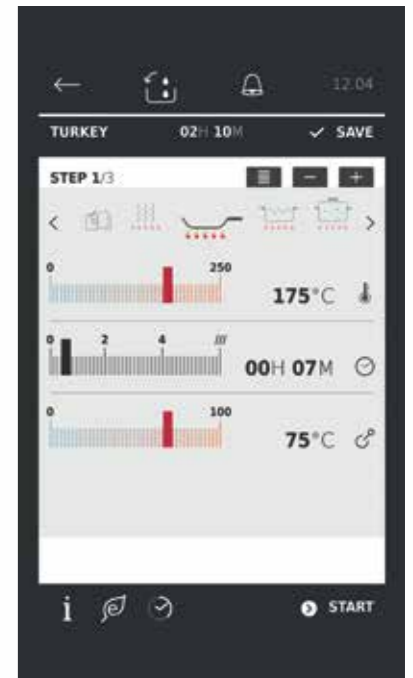 12.04
TURKEY 02H 10M SAVE
STEP 1/3
0 250
175°C
0 2 4 ///
00H 07M
0 100
75°C
i START